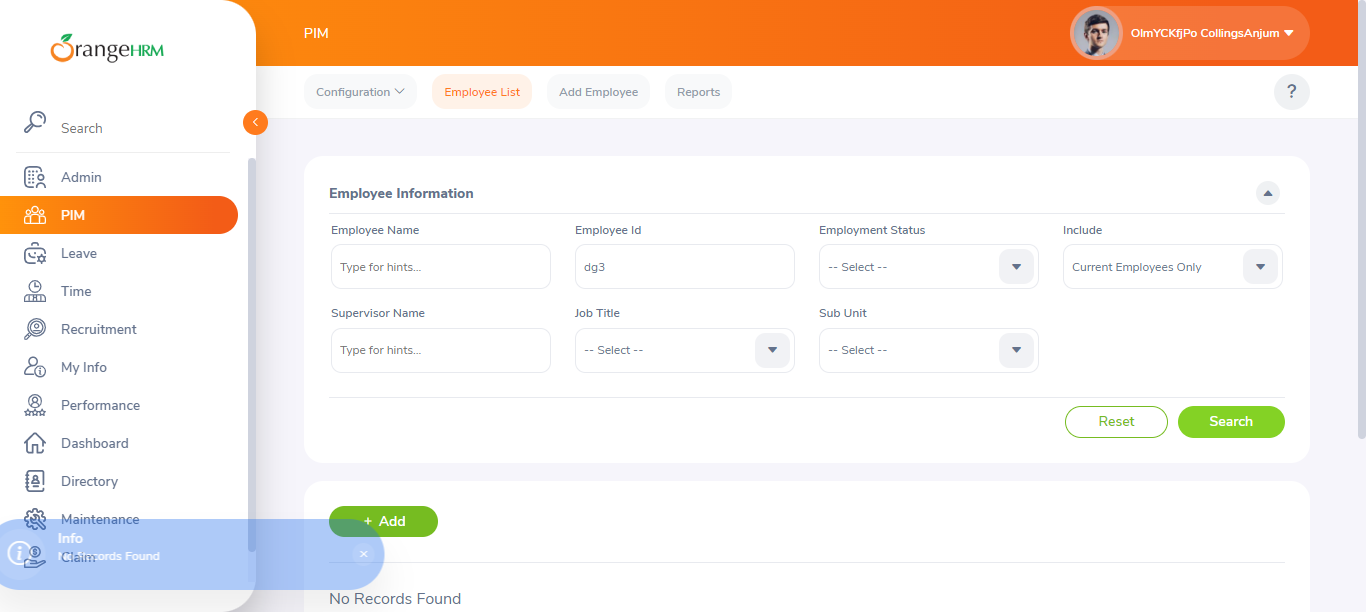 OrangeHRM
Search
Admin
PIM
Leave
Time
Recruitment
My Info
Performance
Dashboard
Directory
Maintenance
Claim
Info
No Records Found
×
PIM
OlmYCKfjPo CollingsAnjum
Configuration
Employee List
Add Employee
Reports
?
Employee Information
Employee Name
Employee Id
Employment Status
Include
Type for hints...
dg3
-- Select --
Current Employees Only
Supervisor Name
Job Title
Sub Unit
Type for hints...
-- Select --
-- Select --
Reset
Search
+ Add
No Records Found